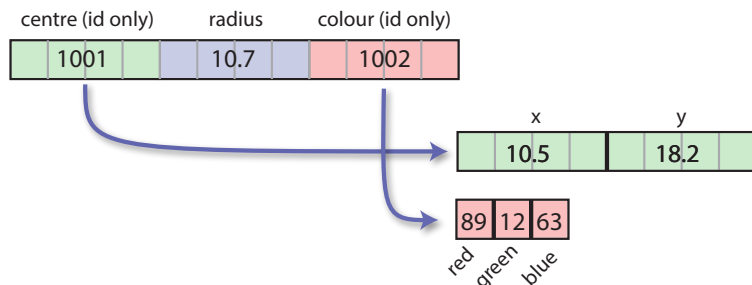 centre (id only) radius colour (id only)
1001 10.7 1002
x y
10.5 18.2
89 12 63
red green blue